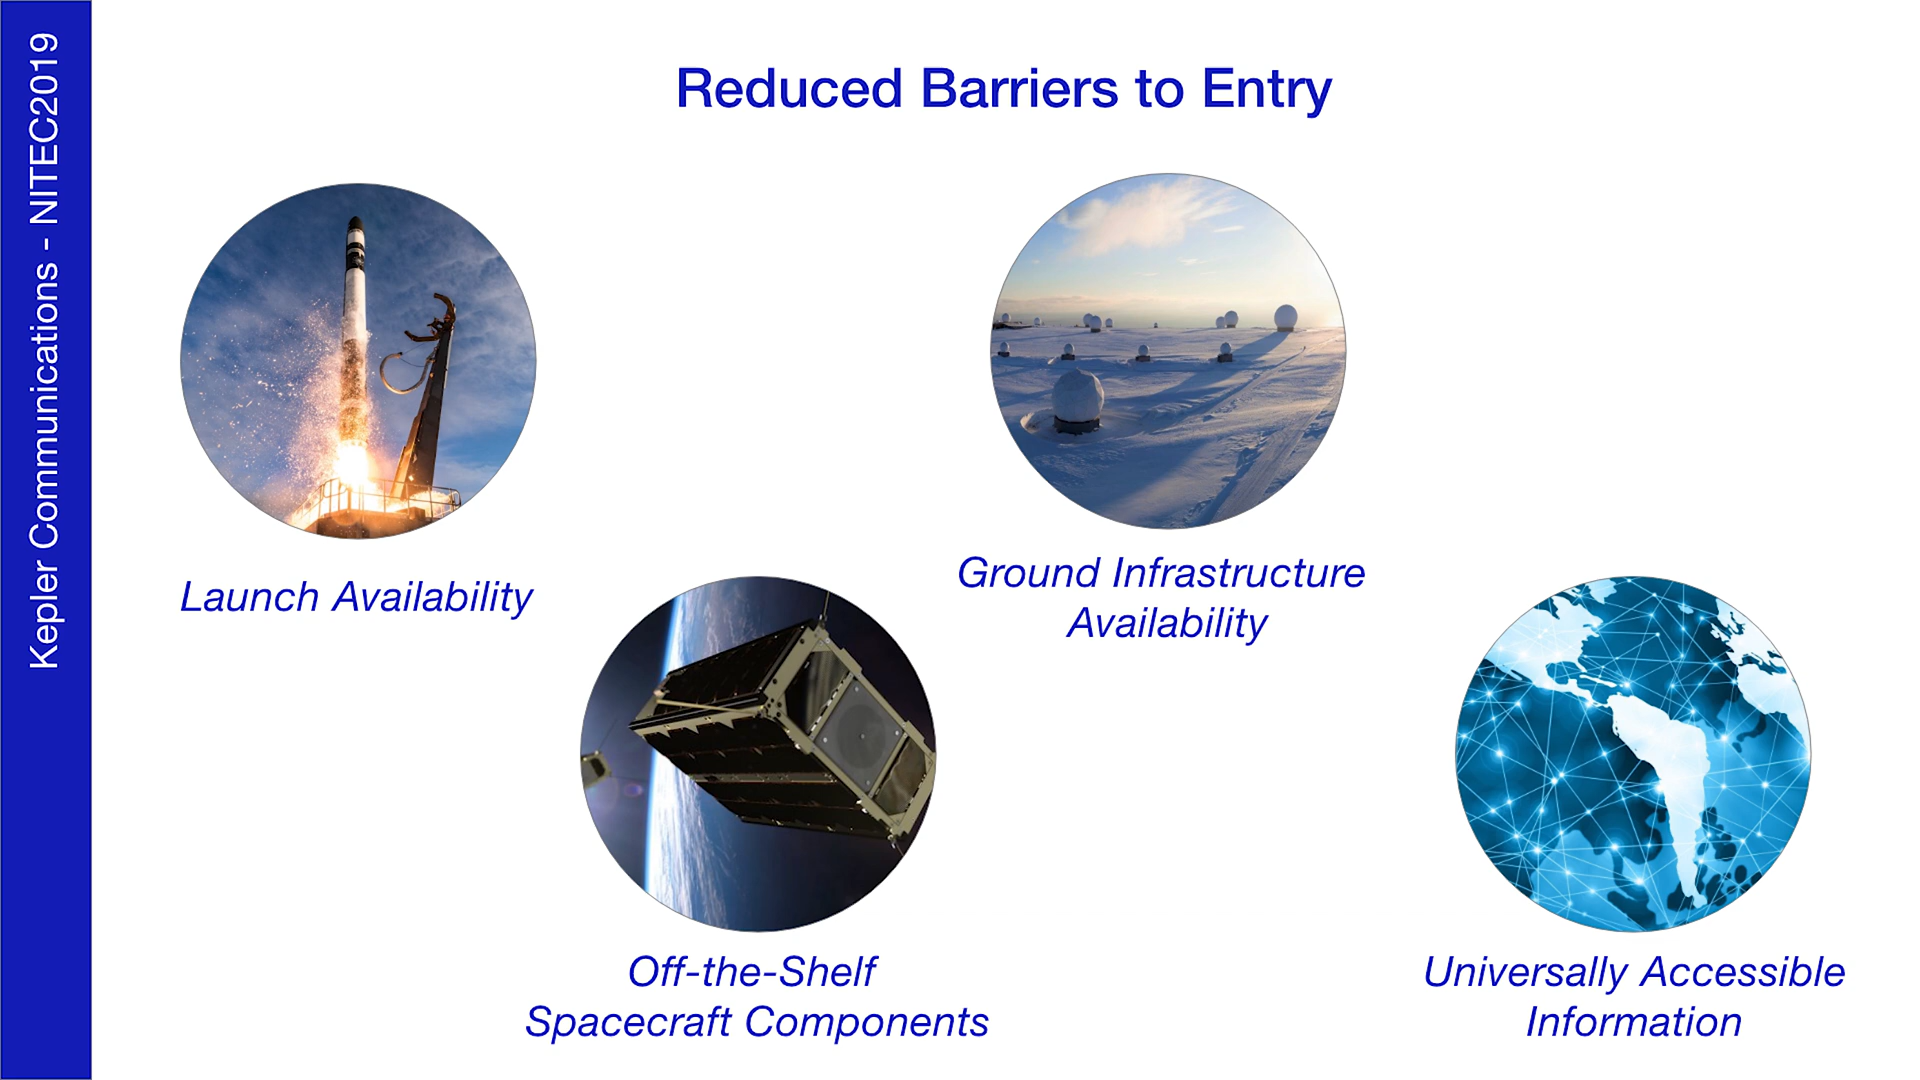 Kepler Communications - NITEC2019
Reduced Barriers to Entry
Launch Availability
Off-the-Shelf
Spacecraft Components
Ground Infrastructure
Availability
Universally Accessible
Information